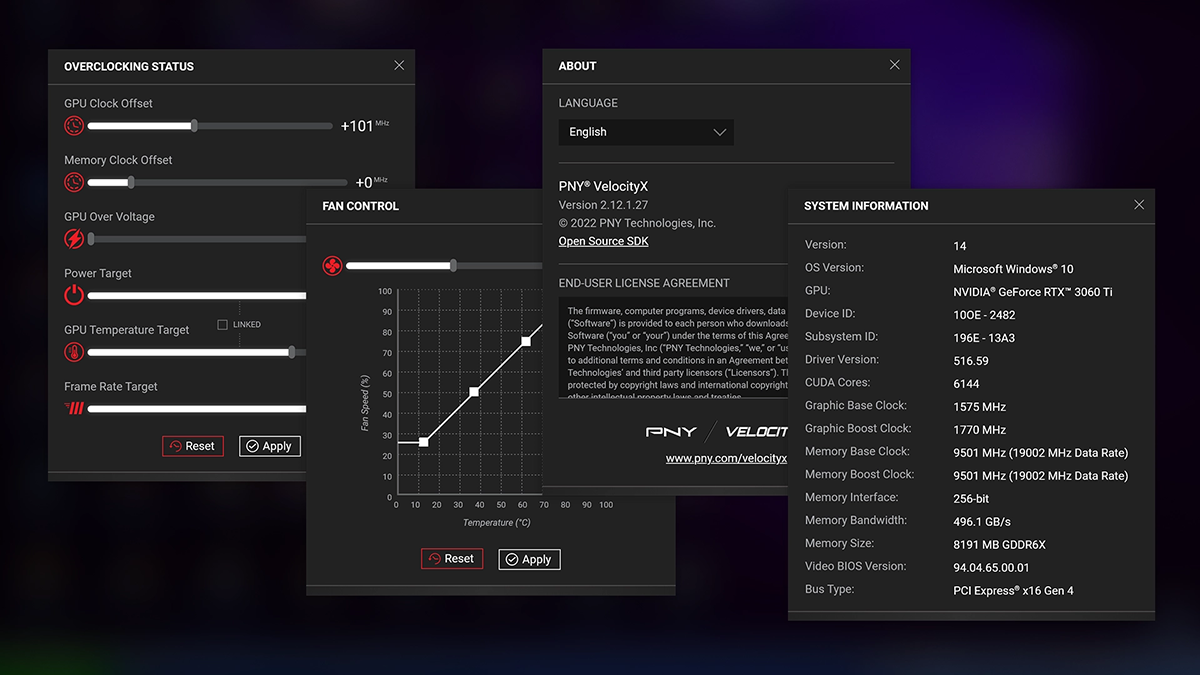 OVERCLOCKING STATUS
GPU Clock Offset
+101 MHz
Memory Clock Offset
+0 MHz
GPU Over Voltage
Power Target
LINKED
GPU Temperature Target
Frame Rate Target
Reset
Apply
FAN CONTROL
Fan Speed (%)
100
90
80
70
60
50
40
30
20
10
0
0 10 20 30 40 50 60 70 80 90 100
Temperature (°C)
Reset
Apply
ABOUT
LANGUAGE
English
PNY® VelocityX
Version 2.12.1.27
© 2022 PNY Technologies, Inc.
Open Source SDK
END-USER LICENSE AGREEMENT
The firmware, computer programs, device drivers, data
("Software") is provided to each person who downloads
Software ("you" or "your") under the terms of this Agree
PNY Technologies, Inc ("PNY Technologies," "we," or "us
to additional terms and conditions in an Agreement bet
Technologies' and third party licensors ("Licensors"). T
protected by copyright laws and international copyright
other intellectual property laws and treaties.
PNY / VELOCIT
www.pny.com/velocityx
SYSTEM INFORMATION
Version: 14
OS Version: Microsoft Windows® 10
GPU: NVIDIA® GeForce RTX™ 3060 Ti
Device ID: 10OE - 2482
Subsystem ID: 196E - 13A3
Driver Version: 516.59
CUDA Cores: 6144
Graphic Base Clock: 1575 MHz
Graphic Boost Clock: 1770 MHz
Memory Base Clock: 9501 MHz (19002 MHz Data Rate)
Memory Boost Clock: 9501 MHz (19002 MHz Data Rate)
Memory Interface: 256-bit
Memory Bandwidth: 496.1 GB/s
Memory Size: 8191 MB GDDR6X
Video BIOS Version: 94.04.65.00.01
Bus Type: PCI Express® x16 Gen 4